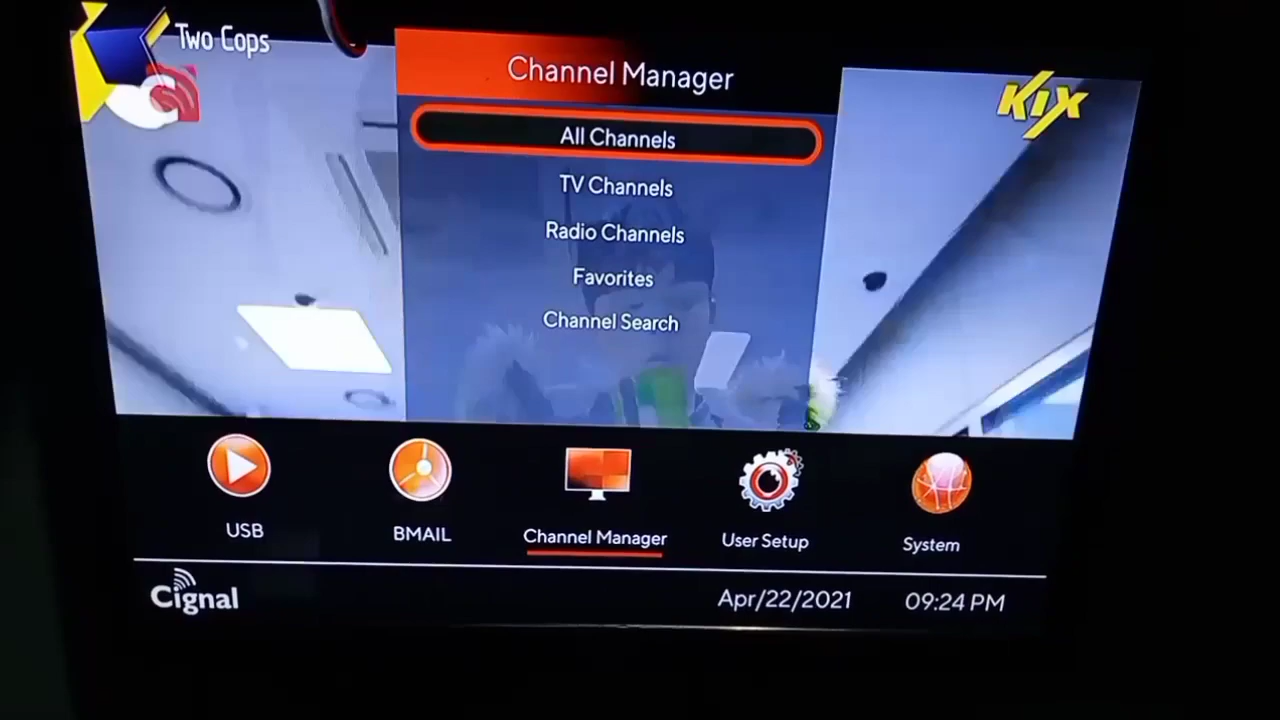 Two Cops
Channel Manager
KIX
All Channels
TV Channels
Radio Channels
Favorites
Channel Search
USB
BMAIL
Channel Manager
User Setup
System
Cignal
Apr/22/2021
09:24 PM